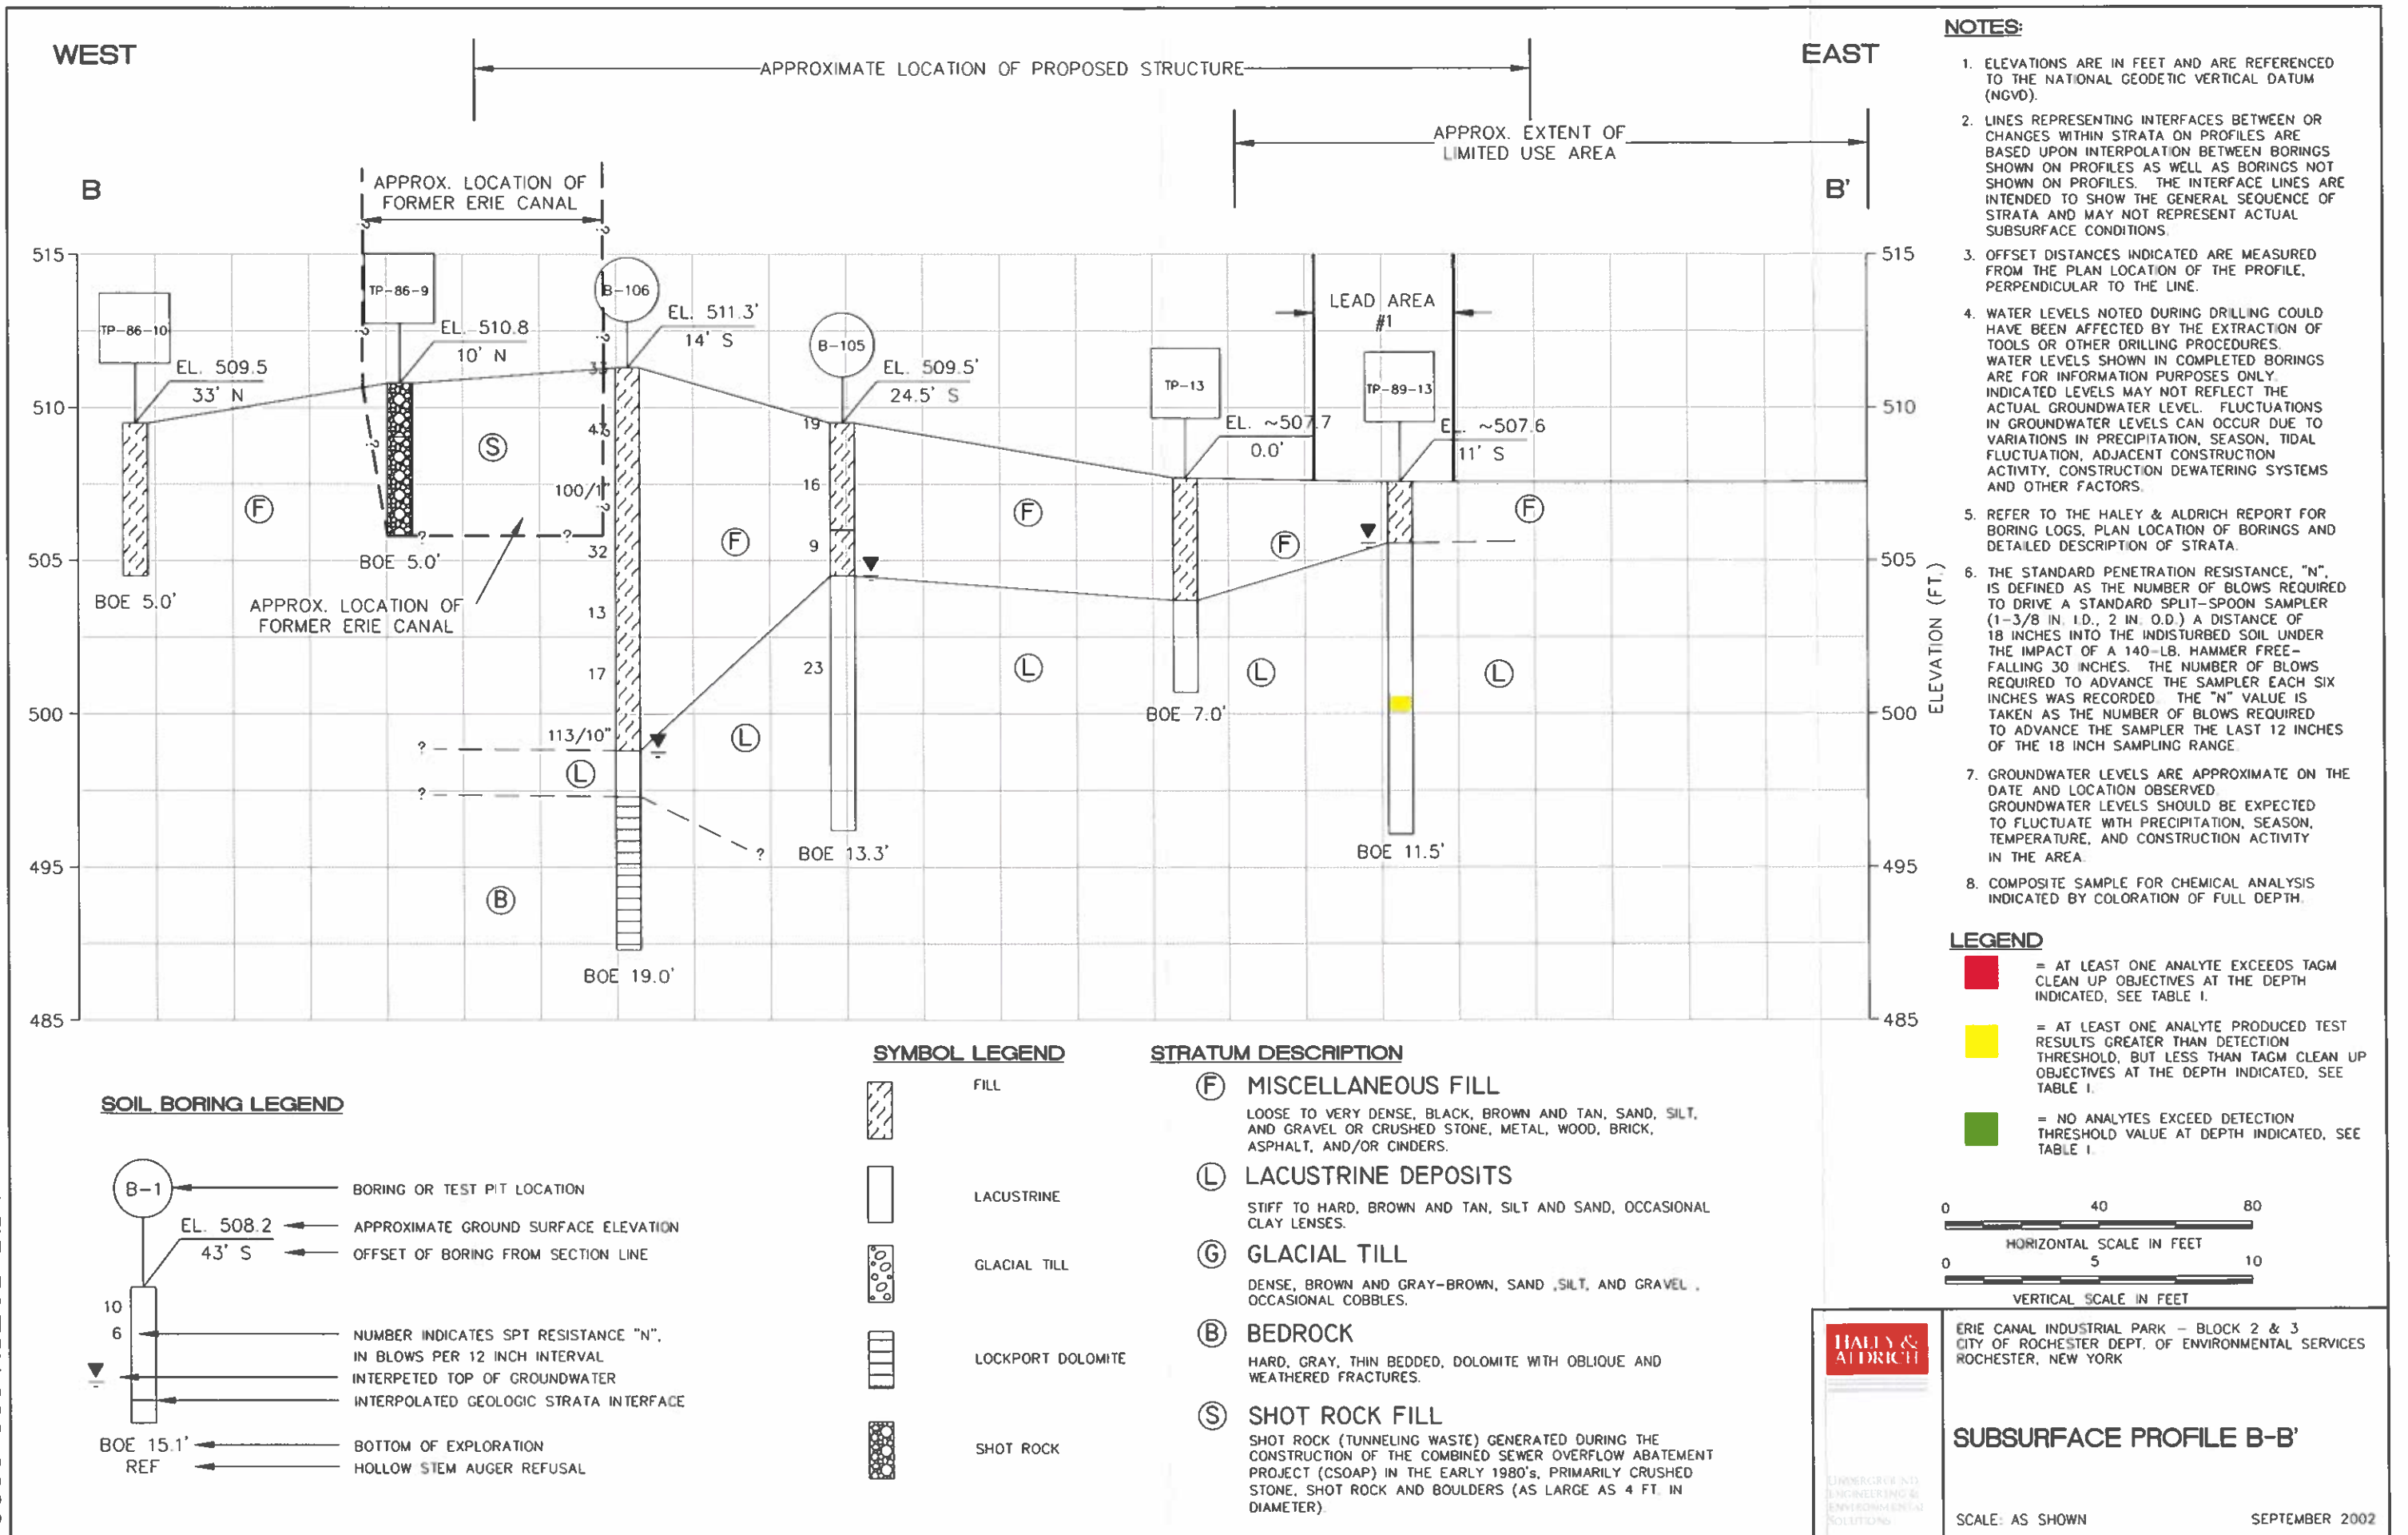 WEST
APPROXIMATE LOCATION OF PROPOSED STRUCTURE
EAST
APPROX. EXTENT OF
LIMITED USE AREA
B
APPROX. LOCATION OF
FORMER ERIE CANAL
B'
515
510
505
500
495
485
TP-86-10
EL. 509.5
33' N
BOE 5.0'
TP-86-9
EL. 510.8
10' N
BOE 5.0'
APPROX. LOCATION OF
FORMER ERIE CANAL
B-106
EL. 511.3'
14' S
100/1"
32
13
17
113/10"
BOE 19.0'
B-105
EL. 509.5'
24.5' S
19
16
9
23
BOE 13.3'
TP-13
EL. ~507.7
0.0'
BOE 7.0'
LEAD AREA
#1
TP-89-13
EL. ~507.6
11' S
BOE 11.5'
F
S
F
F
F
F
L
L
L
L
L
B
? ? ? ? ? ? ? ? ? ? ?
515
510
505
500
495
485
ELEVATION (FT.)
NOTES:
1. ELEVATIONS ARE IN FEET AND ARE REFERENCED
TO THE NATIONAL GEODETIC VERTICAL DATUM
(NGVD).
2. LINES REPRESENTING INTERFACES BETWEEN OR
CHANGES WITHIN STRATA ON PROFILES ARE
BASED UPON INTERPOLATION BETWEEN BORINGS
SHOWN ON PROFILES AS WELL AS BORINGS NOT
SHOWN ON PROFILES. THE INTERFACE LINES ARE
INTENDED TO SHOW THE GENERAL SEQUENCE OF
STRATA AND MAY NOT REPRESENT ACTUAL
SUBSURFACE CONDITIONS.
3. OFFSET DISTANCES INDICATED ARE MEASURED
FROM THE PLAN LOCATION OF THE PROFILE,
PERPENDICULAR TO THE LINE.
4. WATER LEVELS NOTED DURING DRILLING COULD
HAVE BEEN AFFECTED BY THE EXTRACTION OF
TOOLS OR OTHER DRILLING PROCEDURES.
WATER LEVELS SHOWN IN COMPLETED BORINGS
ARE FOR INFORMATION PURPOSES ONLY.
INDICATED LEVELS MAY NOT REFLECT THE
ACTUAL GROUNDWATER LEVEL. FLUCTUATIONS
IN GROUNDWATER LEVELS CAN OCCUR DUE TO
VARIATIONS IN PRECIPITATION, SEASON, TIDAL
FLUCTUATION, ADJACENT CONSTRUCTION
ACTIVITY, CONSTRUCTION DEWATERING SYSTEMS
AND OTHER FACTORS.
5. REFER TO THE HALEY & ALDRICH REPORT FOR
BORING LOGS, PLAN LOCATION OF BORINGS AND
DETAILED DESCRIPTION OF STRATA.
6. THE STANDARD PENETRATION RESISTANCE, "N",
IS DEFINED AS THE NUMBER OF BLOWS REQUIRED
TO DRIVE A STANDARD SPLIT-SPOON SAMPLER
(1-3/8 IN. I.D., 2 IN. O.D.) A DISTANCE OF
18 INCHES INTO THE INDISTURBED SOIL UNDER
THE IMPACT OF A 140-LB. HAMMER FREE-
FALLING 30 INCHES. THE NUMBER OF BLOWS
REQUIRED TO ADVANCE THE SAMPLER EACH SIX
INCHES WAS RECORDED. THE "N" VALUE IS
TAKEN AS THE NUMBER OF BLOWS REQUIRED
TO ADVANCE THE SAMPLER THE LAST 12 INCHES
OF THE 18 INCH SAMPLING RANGE.
7. GROUNDWATER LEVELS ARE APPROXIMATE ON THE
DATE AND LOCATION OBSERVED.
GROUNDWATER LEVELS SHOULD BE EXPECTED
TO FLUCTUATE WITH PRECIPITATION, SEASON,
TEMPERATURE, AND CONSTRUCTION ACTIVITY
IN THE AREA.
8. COMPOSITE SAMPLE FOR CHEMICAL ANALYSIS
INDICATED BY COLORATION OF FULL DEPTH.
LEGEND
= AT LEAST ONE ANALYTE EXCEEDS TAGM
CLEAN UP OBJECTIVES AT THE DEPTH
INDICATED, SEE TABLE I.
= AT LEAST ONE ANALYTE PRODUCED TEST
RESULTS GREATER THAN DETECTION
THRESHOLD, BUT LESS THAN TAGM CLEAN UP
OBJECTIVES AT THE DEPTH INDICATED, SEE
TABLE I.
= NO ANALYTES EXCEED DETECTION
THRESHOLD VALUE AT DEPTH INDICATED, SEE
TABLE I.
0 40 80
HORIZONTAL SCALE IN FEET
0 5 10
VERTICAL SCALE IN FEET
SOIL BORING LEGEND
B-1
BORING OR TEST PIT LOCATION
EL. 508.2
APPROXIMATE GROUND SURFACE ELEVATION
43' S
OFFSET OF BORING FROM SECTION LINE
10
6
NUMBER INDICATES SPT RESISTANCE "N",
IN BLOWS PER 12 INCH INTERVAL
INTERPETED TOP OF GROUNDWATER
INTERPOLATED GEOLOGIC STRATA INTERFACE
BOE 15.1'
BOTTOM OF EXPLORATION
REF
HOLLOW STEM AUGER REFUSAL
SYMBOL LEGEND
FILL
LACUSTRINE
GLACIAL TILL
LOCKPORT DOLOMITE
SHOT ROCK
STRATUM DESCRIPTION
F MISCELLANEOUS FILL
LOOSE TO VERY DENSE, BLACK, BROWN AND TAN, SAND, SILT,
AND GRAVEL OR CRUSHED STONE, METAL, WOOD, BRICK,
ASPHALT, AND/OR CINDERS.
L LACUSTRINE DEPOSITS
STIFF TO HARD, BROWN AND TAN, SILT AND SAND, OCCASIONAL
CLAY LENSES.
G GLACIAL TILL
DENSE, BROWN AND GRAY-BROWN, SAND ,SILT, AND GRAVEL ,
OCCASIONAL COBBLES.
B BEDROCK
HARD, GRAY, THIN BEDDED, DOLOMITE WITH OBLIQUE AND
WEATHERED FRACTURES.
S SHOT ROCK FILL
SHOT ROCK (TUNNELING WASTE) GENERATED DURING THE
CONSTRUCTION OF THE COMBINED SEWER OVERFLOW ABATEMENT
PROJECT (CSOAP) IN THE EARLY 1980's, PRIMARILY CRUSHED
STONE, SHOT ROCK AND BOULDERS (AS LARGE AS 4 FT. IN
DIAMETER).
HALEY &
ALDRICH
UNDERGROUND
ENGINEERING &
ENVIRONMENTAL
SOLUTIONS
ERIE CANAL INDUSTRIAL PARK - BLOCK 2 & 3
CITY OF ROCHESTER DEPT. OF ENVIRONMENTAL SERVICES
ROCHESTER, NEW YORK
SUBSURFACE PROFILE B-B'
SCALE: AS SHOWN
SEPTEMBER 2002